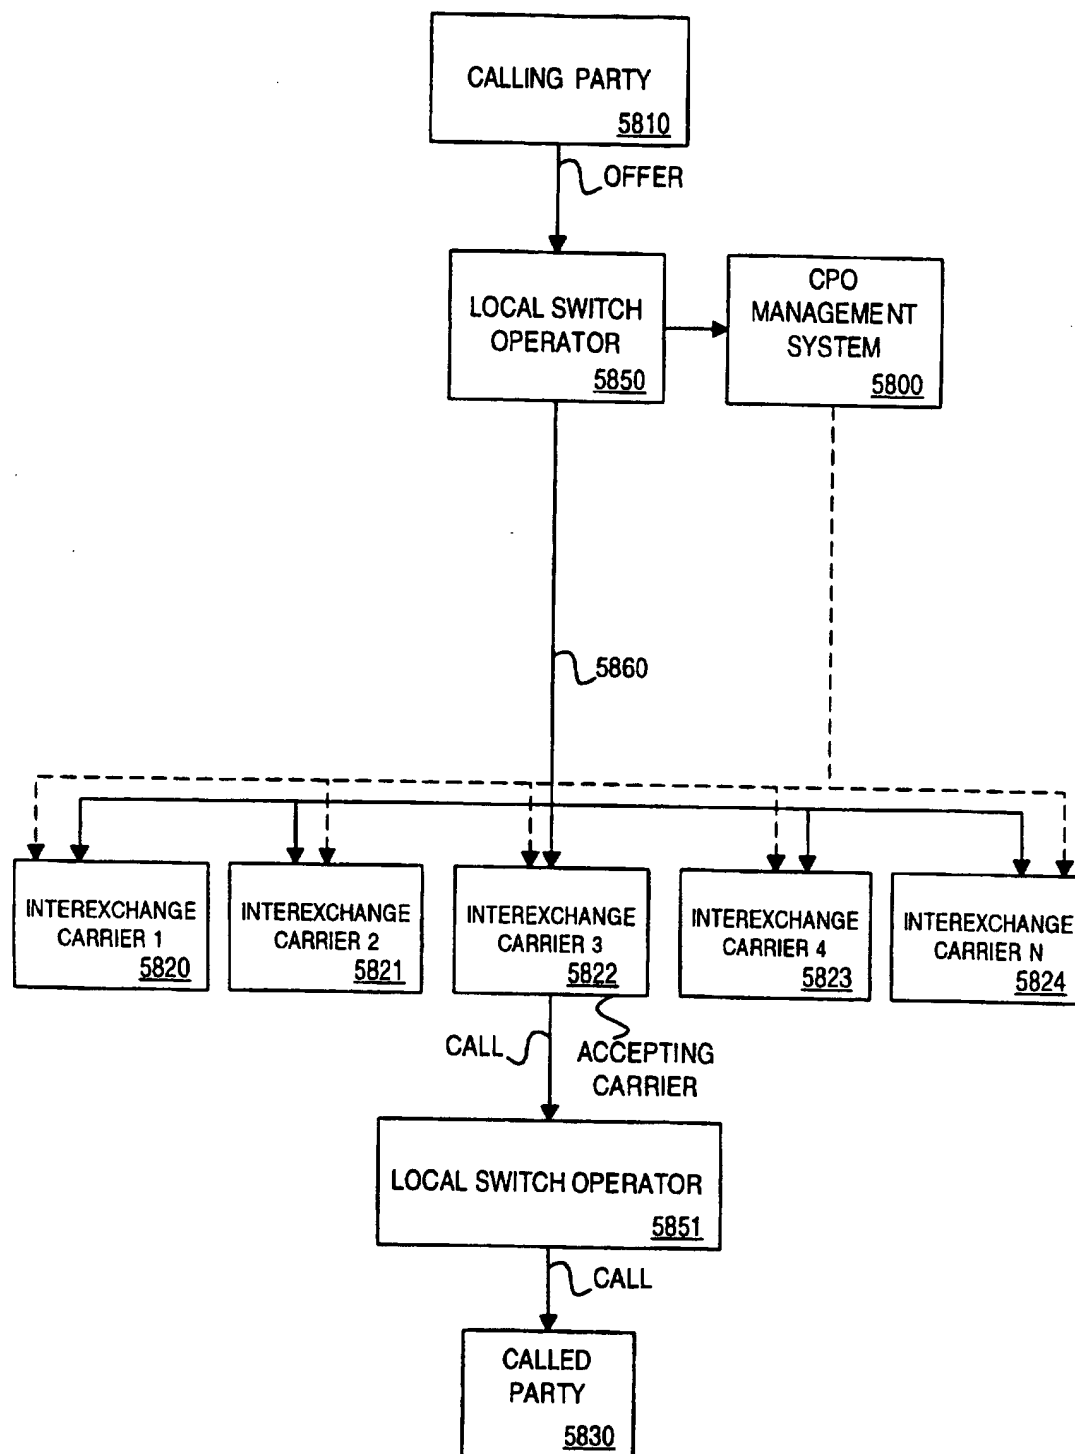 CALLING PARTY
5810
OFFER
LOCAL SWITCH
OPERATOR
5850
CPO
MANAGEMENT
SYSTEM
5800
5860
INTEREXCHANGE
CARRIER 1
5820
INTEREXCHANGE
CARRIER 2
5821
INTEREXCHANGE
CARRIER 3
5822
INTEREXCHANGE
CARRIER 4
5823
INTEREXCHANGE
CARRIER N
5824
CALL
ACCEPTING
CARRIER
LOCAL SWITCH OPERATOR
5851
CALL
CALLED
PARTY
5830